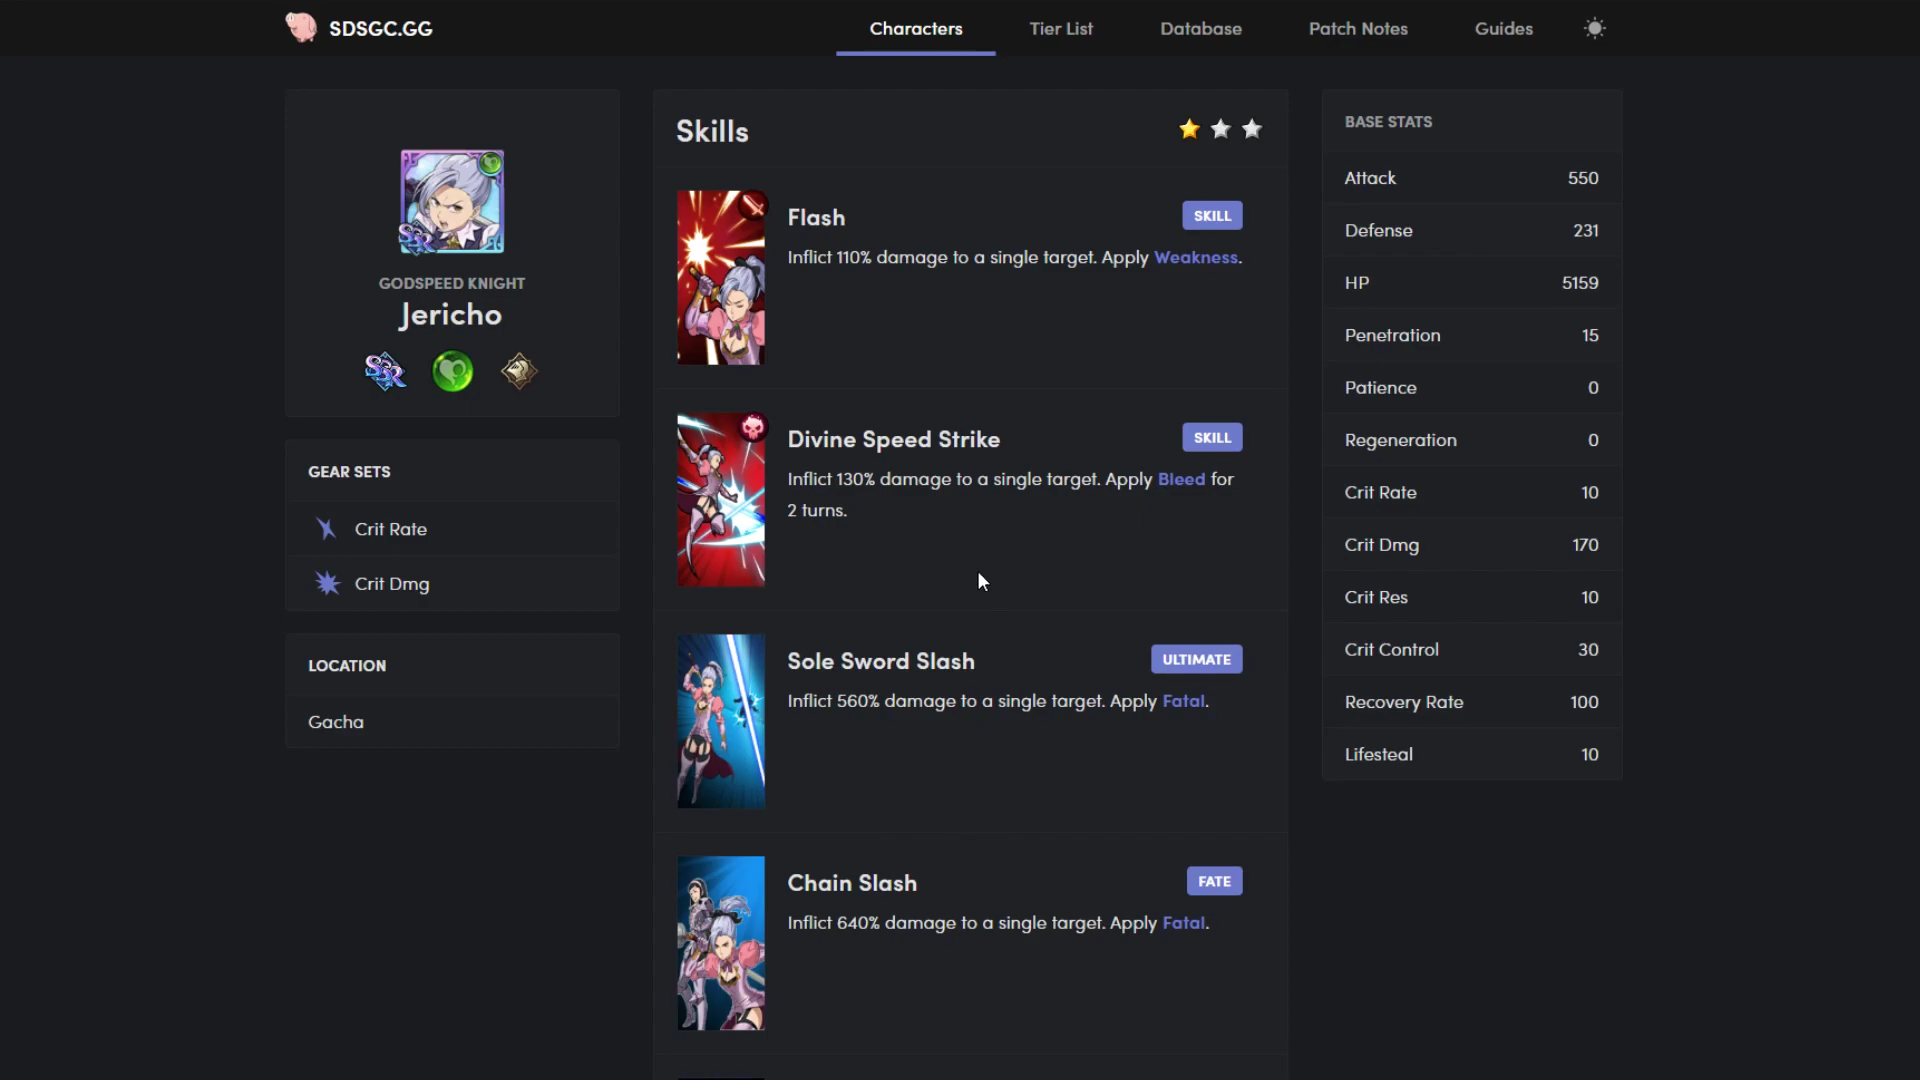 SDSGC.GG
Characters
Tier List
Database
Patch Notes
Guides
SSR
GODSPEED KNIGHT
Jericho
SSR
GEAR SETS
Crit Rate
Crit Dmg
LOCATION
Gacha
Skills
Flash
SKILL
Inflict 110% damage to a single target. Apply Weakness.
Divine Speed Strike
SKILL
Inflict 130% damage to a single target. Apply Bleed for
2 turns.
Sole Sword Slash
ULTIMATE
Inflict 560% damage to a single target. Apply Fatal.
Chain Slash
FATE
Inflict 640% damage to a single target. Apply Fatal.
BASE STATS
Attack 550
Defense 231
HP 5159
Penetration 15
Patience 0
Regeneration 0
Crit Rate 10
Crit Dmg 170
Crit Res 10
Crit Control 30
Recovery Rate 100
Lifesteal 10